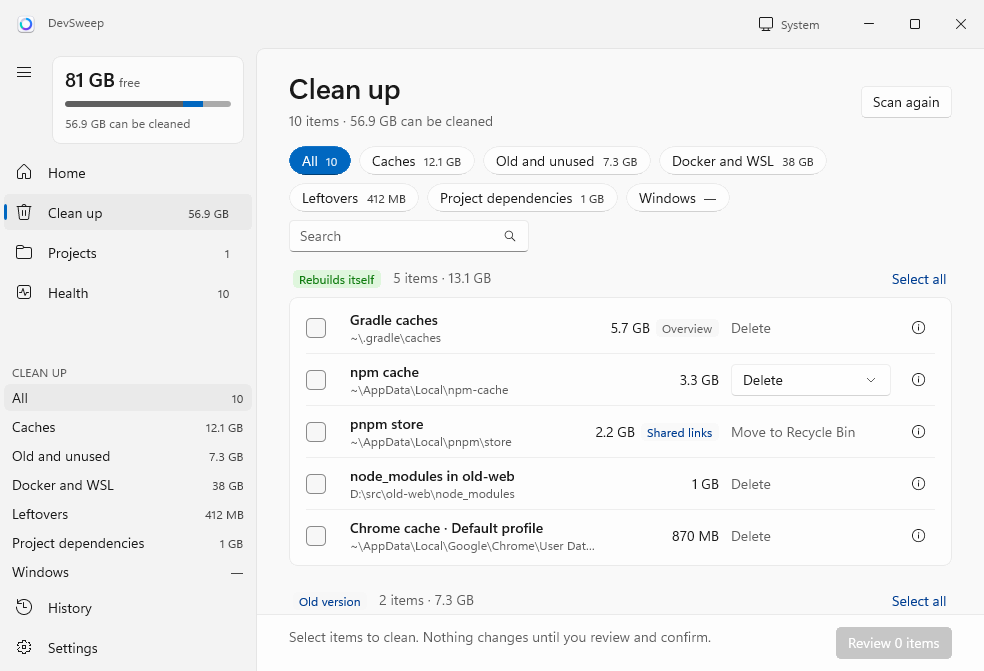 DevSweep
System
81 GB free
56.9 GB can be cleaned
Home
Clean up 56.9 GB
Projects 1
Health 10
CLEAN UP
All 10
Caches 12.1 GB
Old and unused 7.3 GB
Docker and WSL 38 GB
Leftovers 412 MB
Project dependencies 1 GB
Windows —
History
Settings
Clean up
10 items · 56.9 GB can be cleaned
Scan again
All 10 Caches 12.1 GB Old and unused 7.3 GB Docker and WSL 38 GB
Leftovers 412 MB Project dependencies 1 GB Windows —
Search
Rebuilds itself 5 items · 13.1 GB Select all
Gradle caches
~\.gradle\caches
5.7 GB Overview Delete
npm cache
~\AppData\Local\npm-cache
3.3 GB Delete
pnpm store
~\AppData\Local\pnpm\store
2.2 GB Shared links Move to Recycle Bin
node_modules in old-web
D:\src\old-web\node_modules
1 GB Delete
Chrome cache · Default profile
~\AppData\Local\Google\Chrome\User Dat...
870 MB Delete
Old version 2 items · 7.3 GB Select all
Select items to clean. Nothing changes until you review and confirm.
Review 0 items